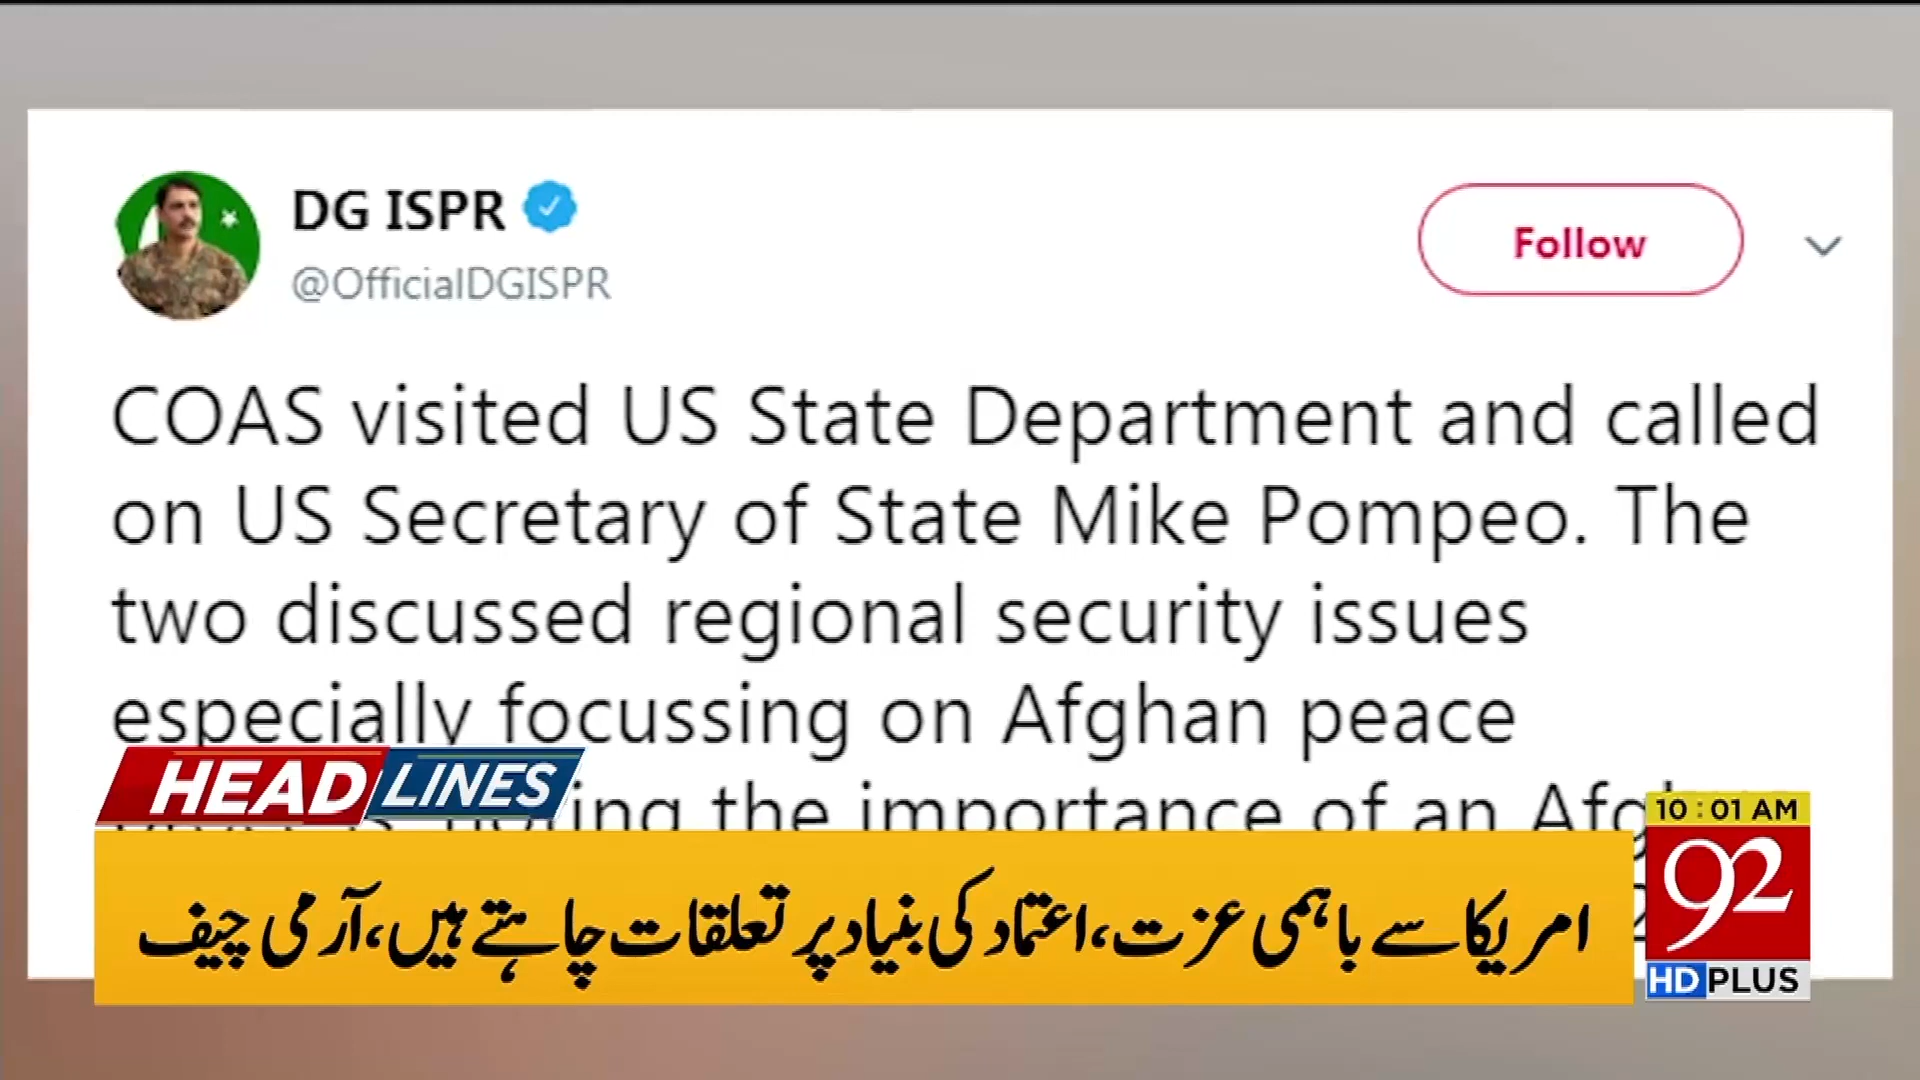 DG ISPR
@OfficialDGISPR
Follow
COAS visited US State Department and called
on US Secretary of State Mike Pompeo. The
two discussed regional security issues
especially focussing on Afghan peace
noting the importance of an
HEADLINES
10:01 AM
امریکا سے باہمی عزت، اعتماد کی بنیاد پر تعلقات چاہتے ہیں، آرمی چیف
92
HD PLUS